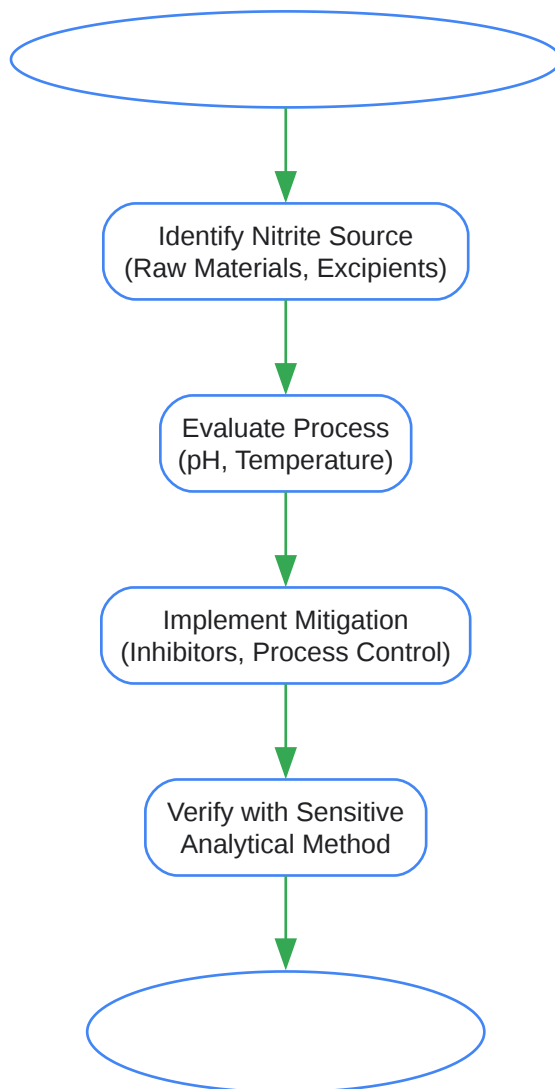 Identify Nitrite Source
(Raw Materials, Excipients)
Evaluate Process
(pH, Temperature)
Implement Mitigation
(Inhibitors, Process Control)
Verify with Sensitive
Analytical Method